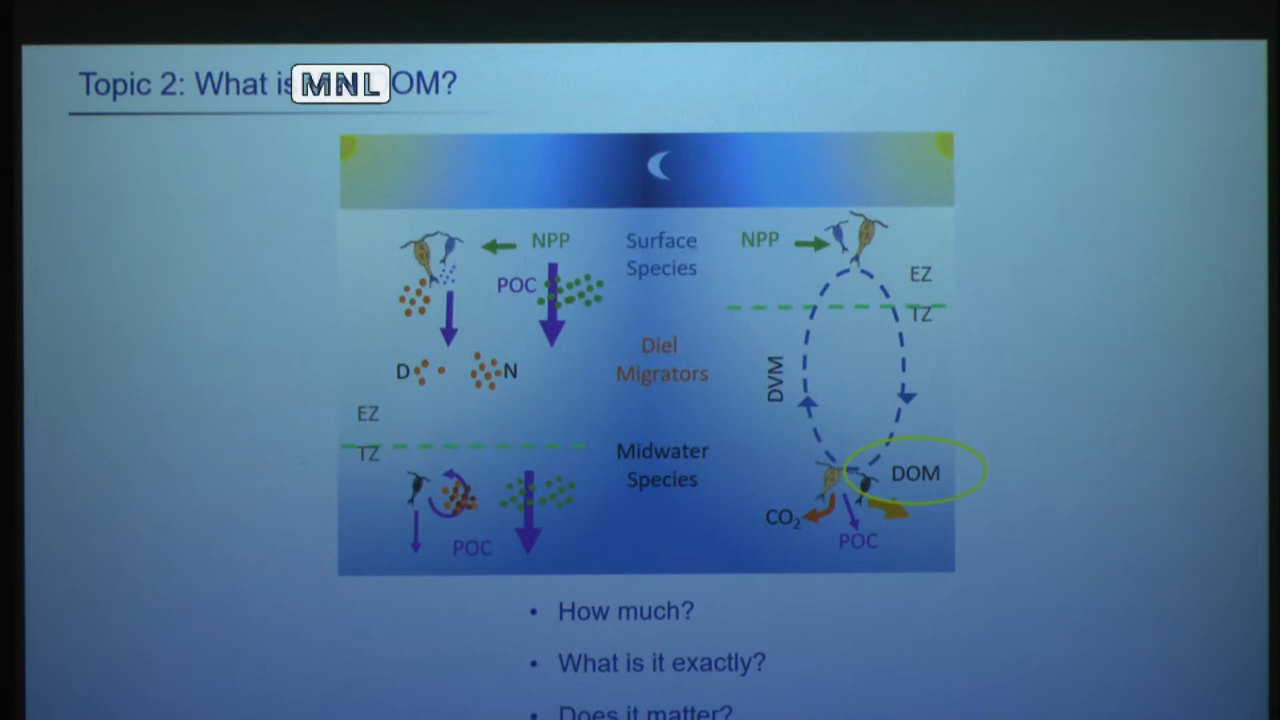 Topic 2: What is MNL OM?
NPP
Surface
Species
NPP
EZ
POC
TZ
Diel
Migrators
D
N
DVM
EZ
TZ
Midwater
Species
DOM
CO2
POC
POC
• How much?
• What is it exactly?
• Does it matter?